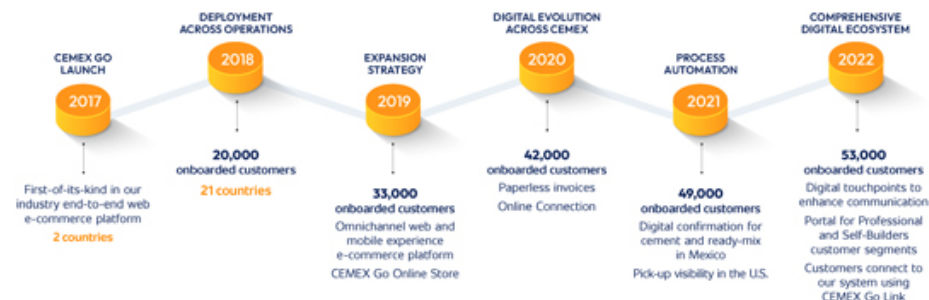 CEMEX GO
LAUNCH
2017
First-of-its-kind in our
industry end-to-end web
e-commerce platform
2 countries
DEPLOYMENT
ACROSS OPERATIONS
2018
20,000
onboarded customers
21 countries
EXPANSION
STRATEGY
2019
33,000
onboarded customers
Omnichannel web and
mobile experience
e-commerce platform
CEMEX Go Online Store
DIGITAL EVOLUTION
ACROSS CEMEX
2020
42,000
onboarded customers
Paperless invoices
Online Connection
PROCESS
AUTOMATION
2021
49,000
onboarded customers
Digital confirmation for
cement and ready-mix
in Mexico
Pick-up visibility in the U.S.
COMPREHENSIVE
DIGITAL ECOSYSTEM
2022
53,000
onboarded customers
Digital touchpoints to
enhance communication
Portal for Professional
and Self-Builders
customer segments
Customers connect to
our system using
CEMEX Go Link